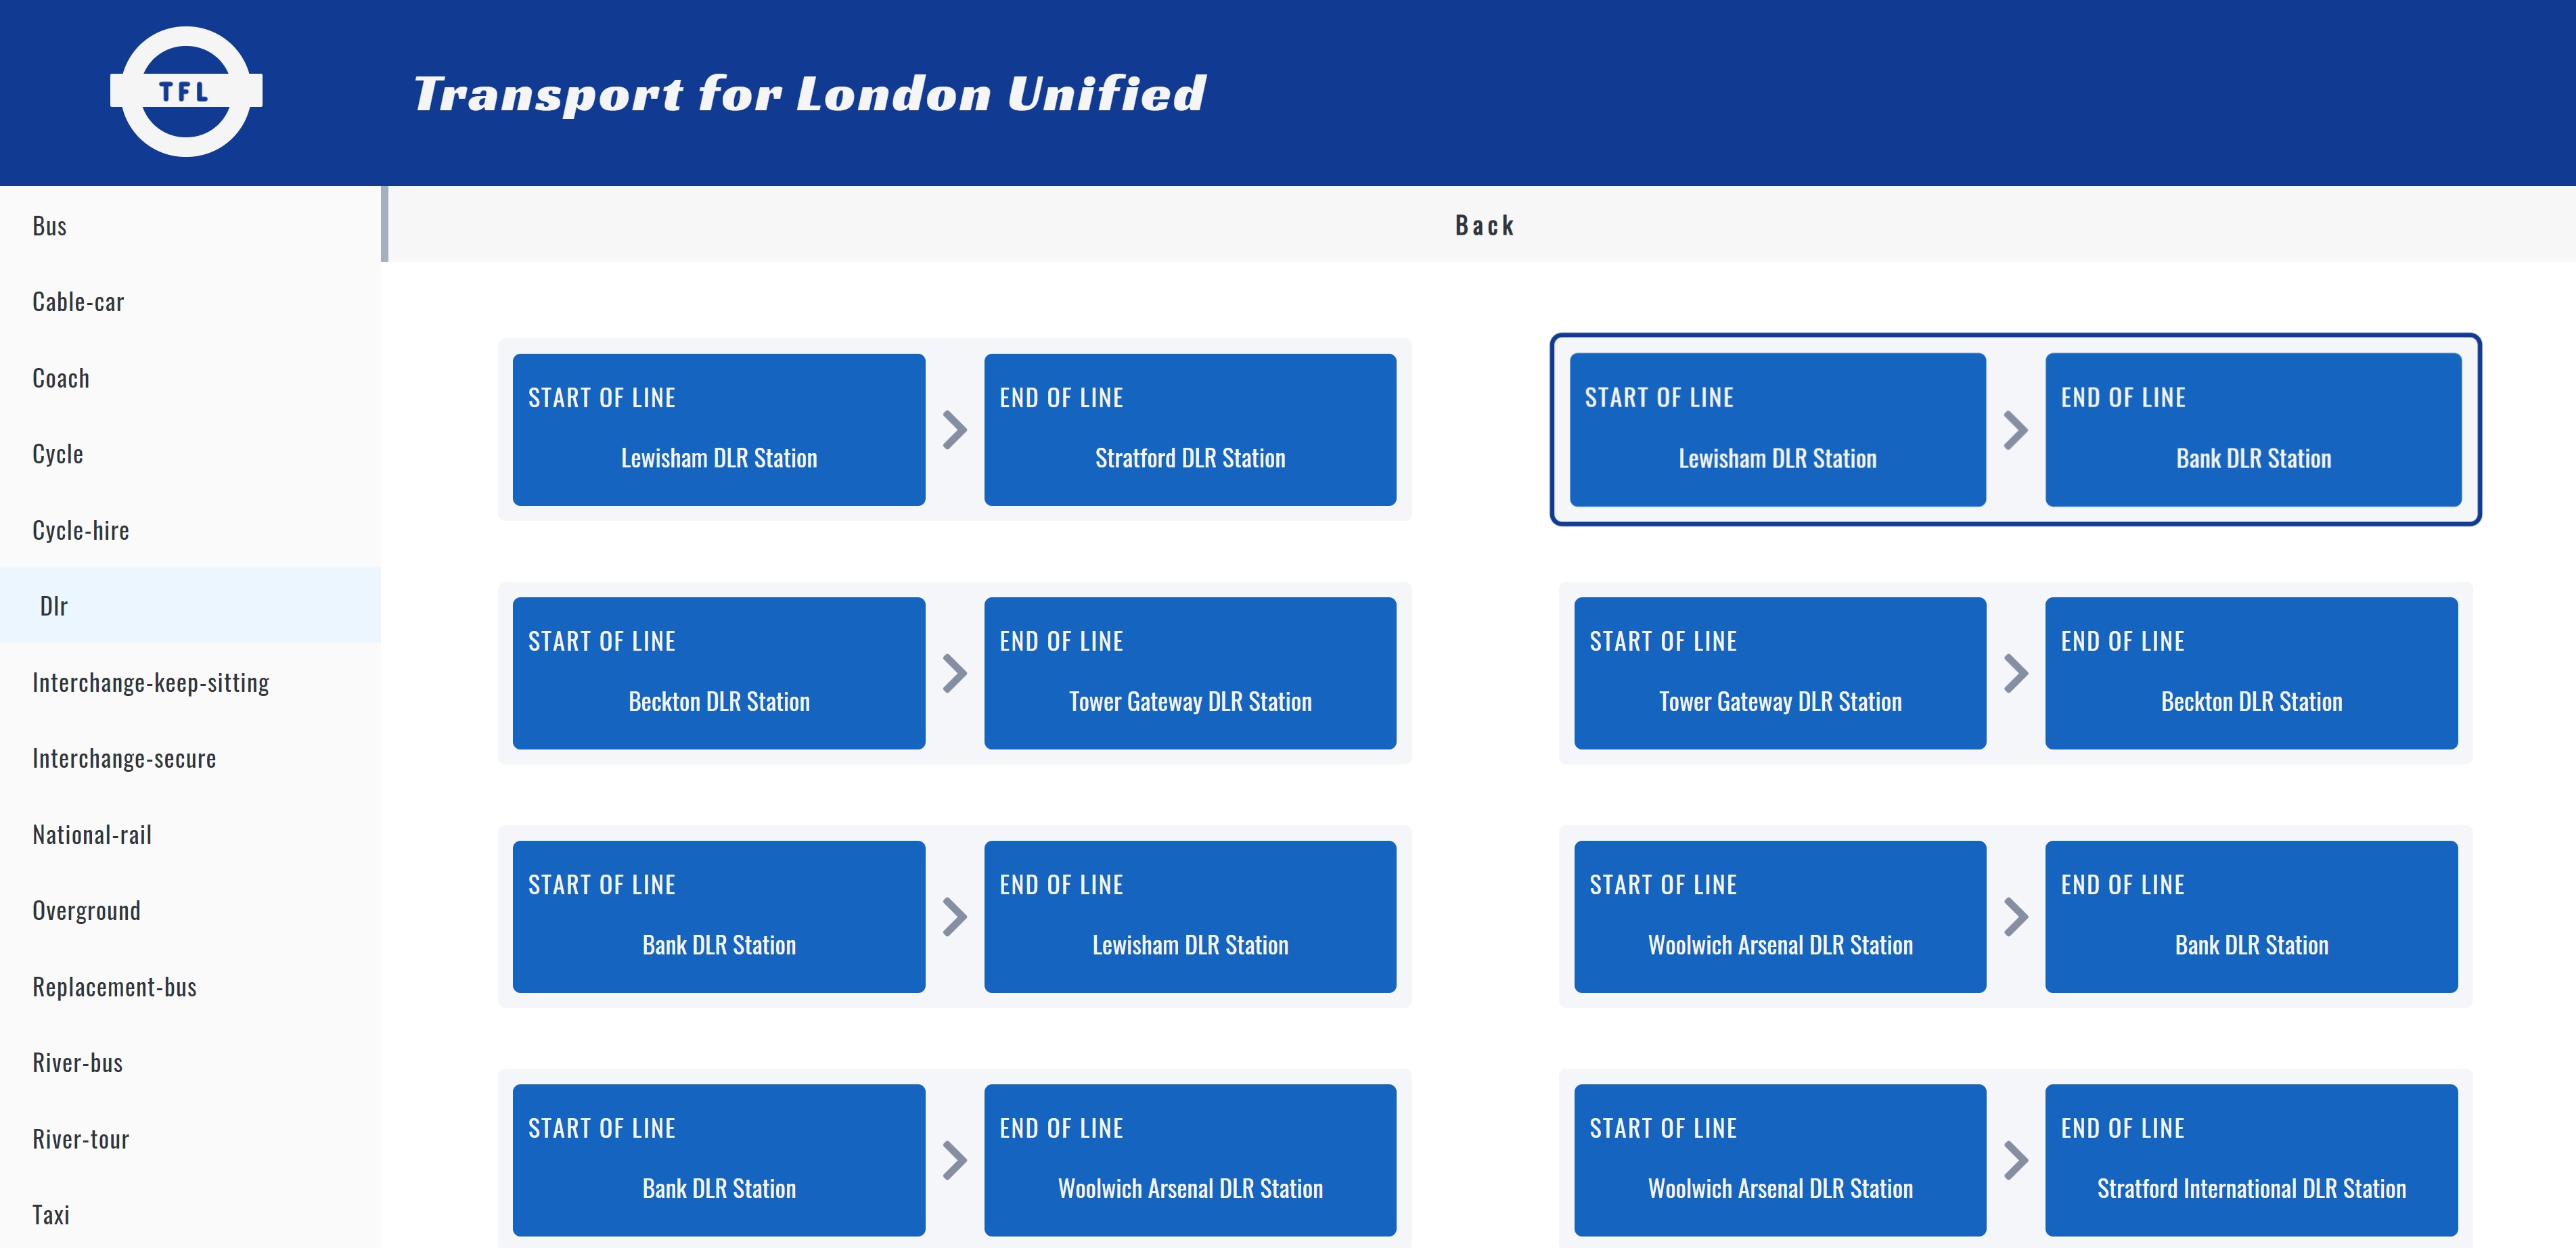 TFL
Transport for London Unified
Bus
Cable-car
Coach
Cycle
Cycle-hire
Dlr
Interchange-keep-sitting
Interchange-secure
National-rail
Overground
Replacement-bus
River-bus
River-tour
Taxi
Back
START OF LINE
Lewisham DLR Station
END OF LINE
Stratford DLR Station
START OF LINE
Lewisham DLR Station
END OF LINE
Bank DLR Station
START OF LINE
Beckton DLR Station
END OF LINE
Tower Gateway DLR Station
START OF LINE
Tower Gateway DLR Station
END OF LINE
Beckton DLR Station
START OF LINE
Bank DLR Station
END OF LINE
Lewisham DLR Station
START OF LINE
Woolwich Arsenal DLR Station
END OF LINE
Bank DLR Station
START OF LINE
Bank DLR Station
END OF LINE
Woolwich Arsenal DLR Station
START OF LINE
Woolwich Arsenal DLR Station
END OF LINE
Stratford International DLR Station